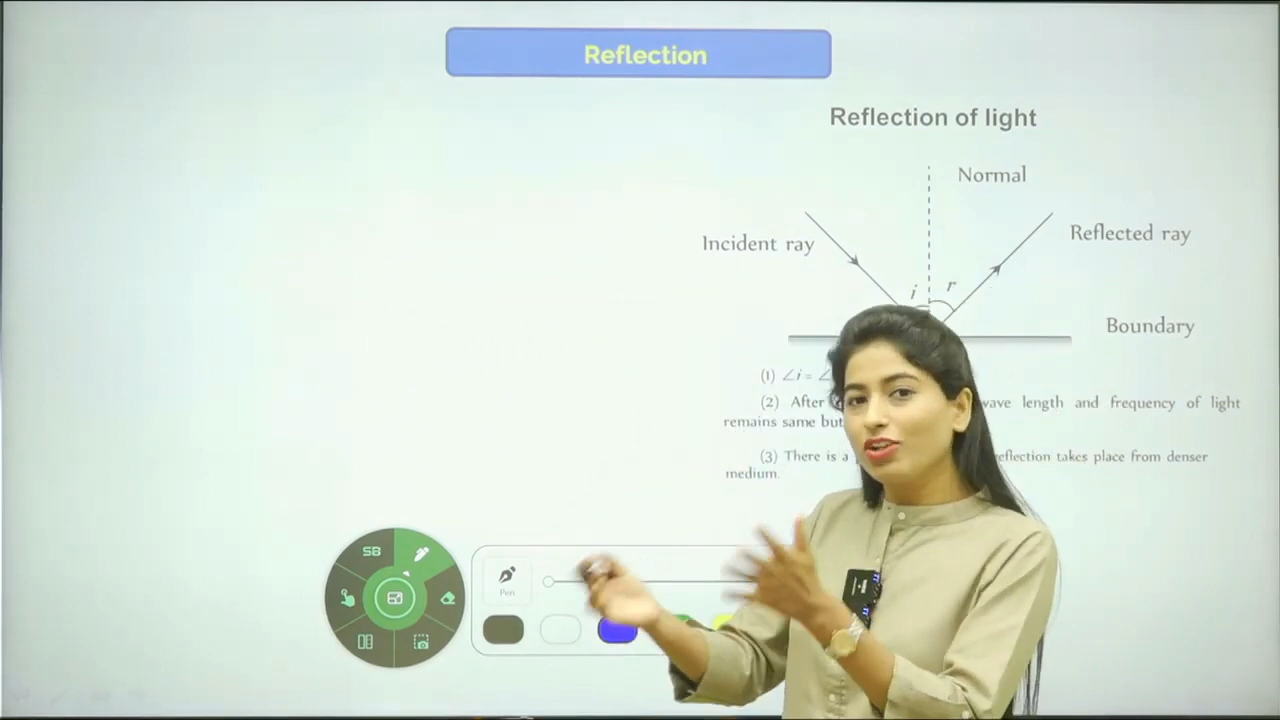 Reflection
Reflection of light
Normal
Incident ray
Reflected ray
i
r
Boundary
(1) ∠i = ∠
(2) After wave length and frequency of light
remains same but
(3) There is a reflection takes place from denser
medium.
SB
Pen